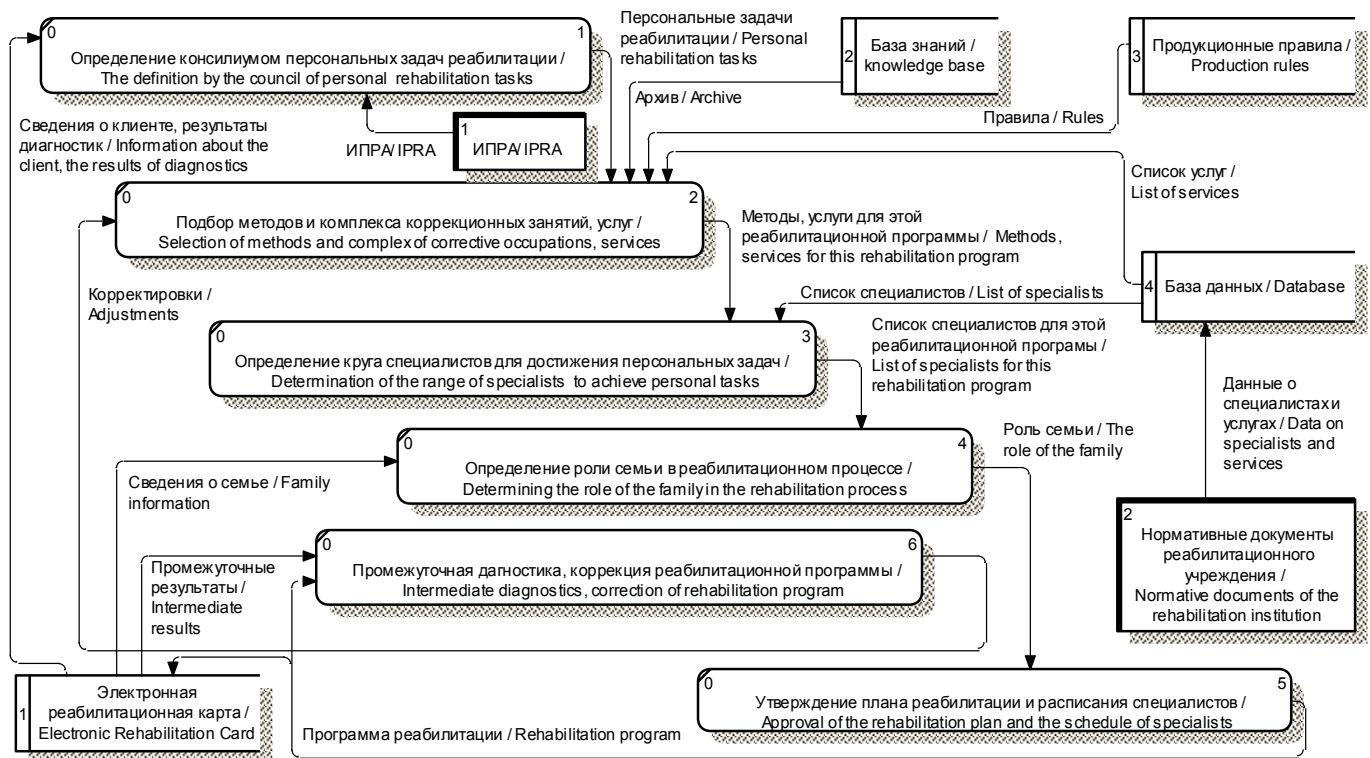 0
1
Определение консилиумом персональных задач реабилитации /
The definition by the council of personal rehabilitation tasks
Персональные задачи
реабилитации / Personal
rehabilitation tasks
2
База знаний /
knowledge base
3
Продукционные правила /
Production rules
Архив / Archive
Правила / Rules
Сведения о клиенте, результаты
диагностик / Information about the
client, the results of diagnostics
ИПРА/ IPRA
1
ИПРА/ IPRA
Список услуг /
List of services
0
2
Подбор методов и комплекса коррекционных занятий, услуг /
Selection of methods and complex of corrective occupations, services
Методы, услуги для этой
реабилитационной программы / Methods,
services for this rehabilitation program
Корректировки /
Adjustments
Список специалистов / List of specialists
4
База данных / Database
0
3
Определение круга специалистов для достижения персональных задач /
Determination of the range of specialists to achieve personal tasks
Список специалистов для этой
реабилитационной програмы /
List of specialists for this
rehabilitation program
Данные о
специалистах и
услугах / Data on
specialists and
services
0
4
Определение роли семьи в реабилитационном процессе /
Determining the role of the family in the rehabilitation process
Роль семьи / The
role of the family
Сведения о семье / Family
information
2
Нормативные документы
реабилитационного
учреждения /
Normative documents of the
rehabilitation institution
0
6
Промежуточная дагностика, коррекция реабилитационной программы /
Intermediate diagnostics, correction of rehabilitation program
Промежуточные
результаты /
Intermediate
results
1
Электронная
реабилитационная карта /
Electronic Rehabilitation Card
0
5
Утверждение плана реабилитации и расписания специалистов /
Approval of the rehabilitation plan and the schedule of specialists
Программа реабилитации / Rehabilitation program